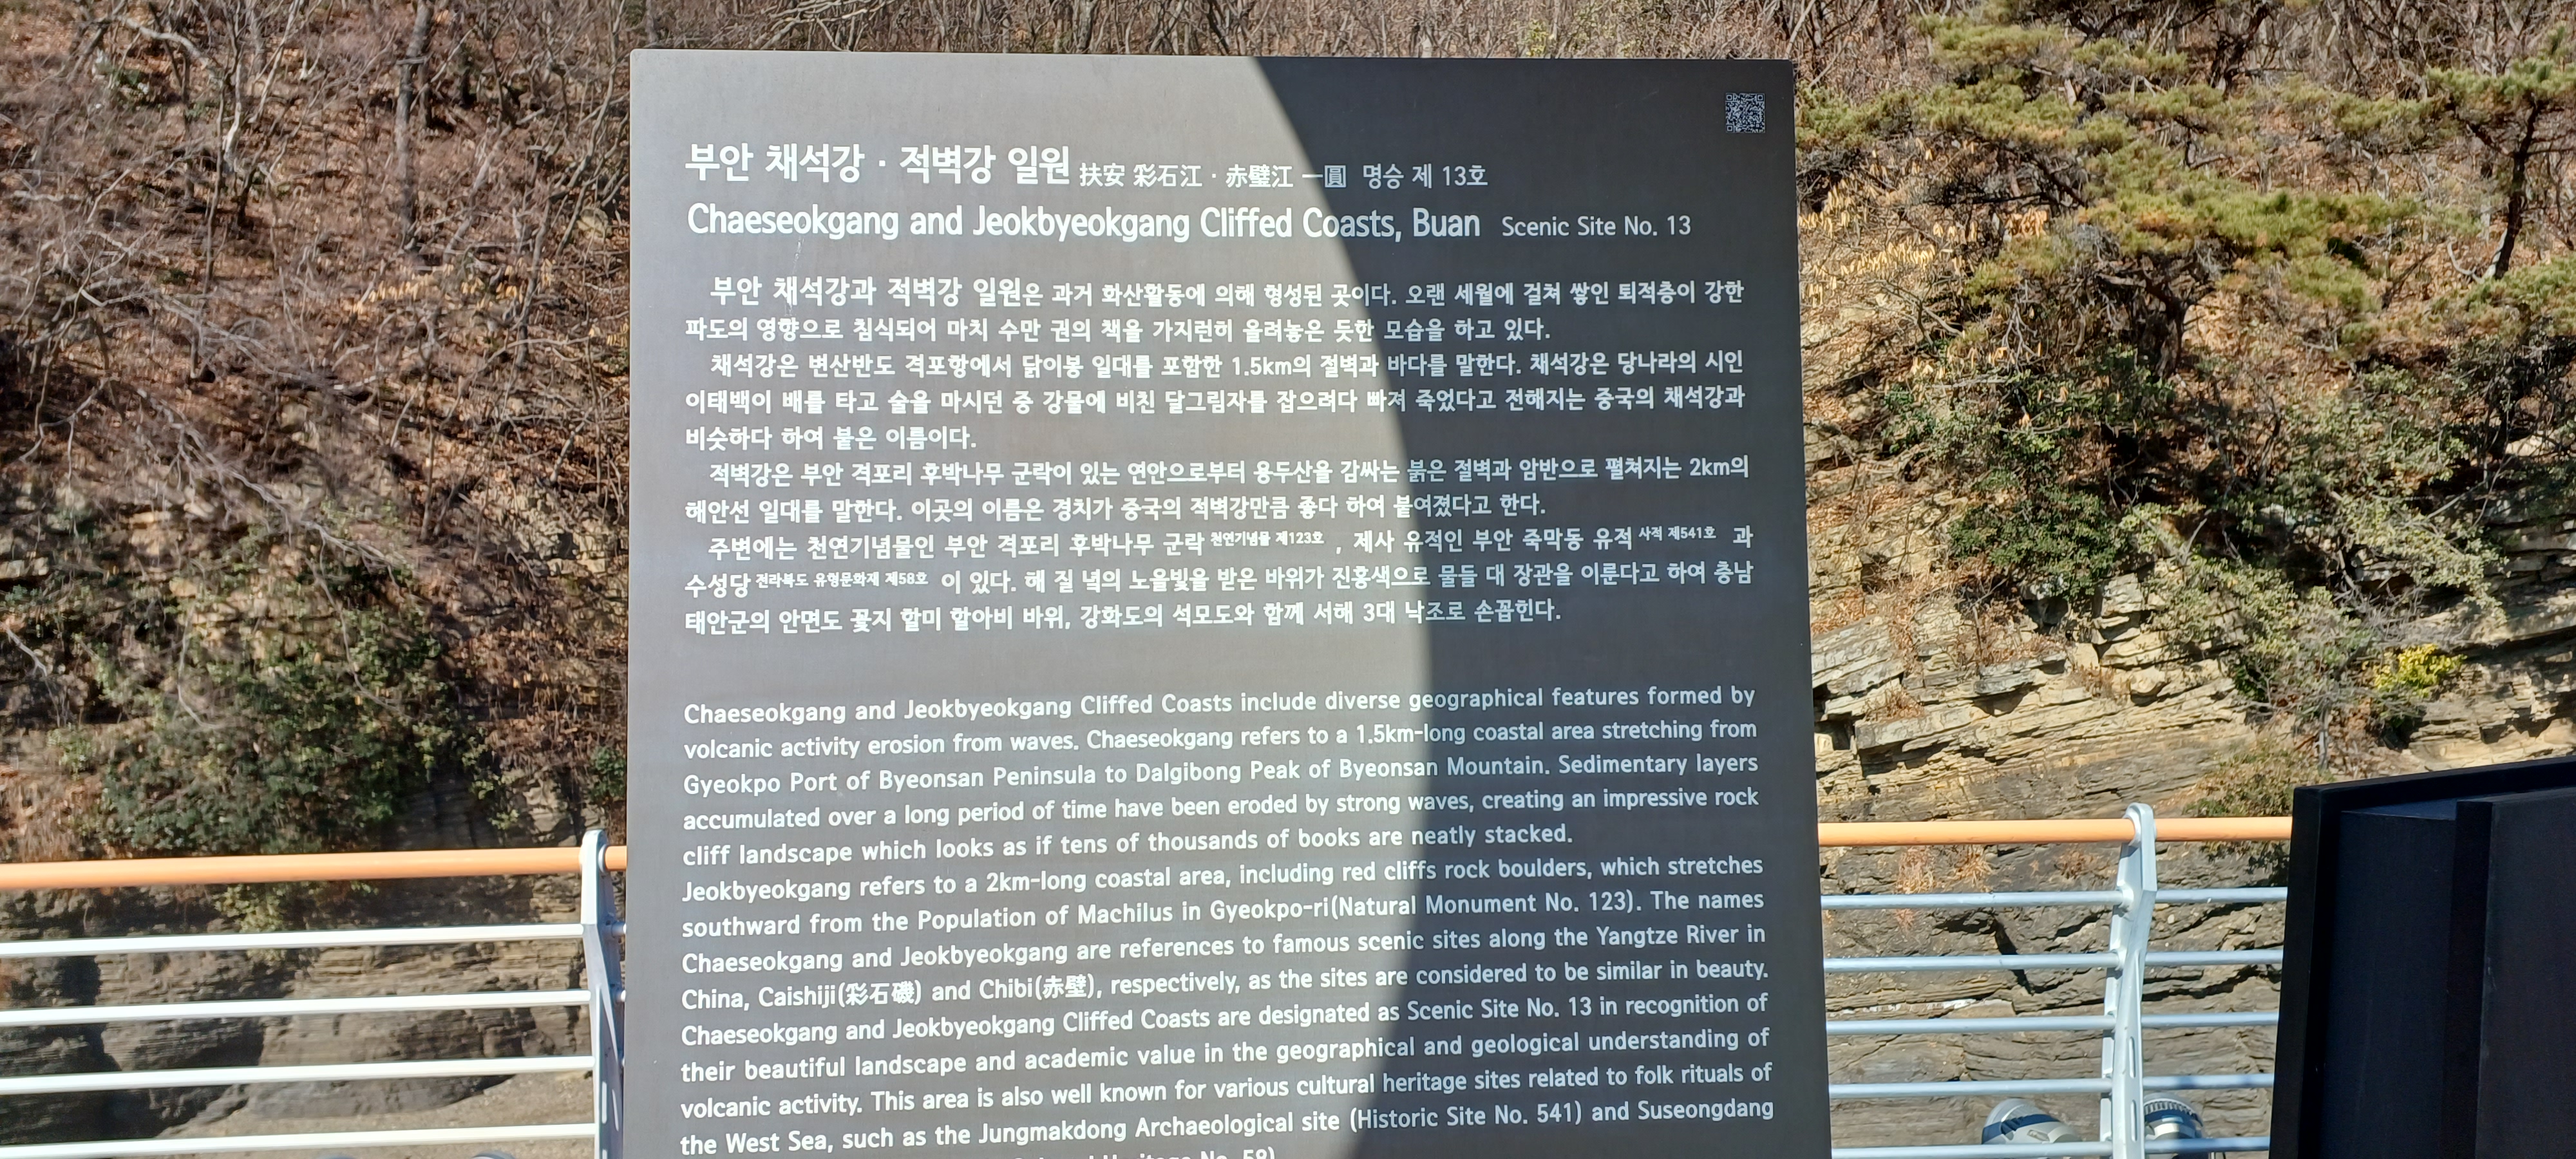 부안 채석강 · 적벽강 일원 扶安 彩石江 · 赤壁江 一圓 명승 제 13호
Chaeseokgang and Jeokbyeokgang Cliffed Coasts, Buan Scenic Site No. 13
부안 채석강과 적벽강 일원은 과거 화산활동에 의해 형성된 곳이다. 오랜 세월에 걸쳐 쌓인 퇴적층이 강한
파도의 영향으로 침식되어 마치 수만 권의 책을 가지런히 올려놓은 듯한 모습을 하고 있다.
채석강은 변산반도 격포항에서 닭이봉 일대를 포함한 1.5km의 절벽과 바다를 말한다. 채석강은 당나라의 시인
이태백이 배를 타고 술을 마시던 중 강물에 비친 달그림자를 잡으려다 빠져 죽었다고 전해지는 중국의 채석강과
비슷하다 하여 붙은 이름이다.
적벽강은 부안 격포리 후박나무 군락이 있는 연안으로부터 용두산을 감싸는 붉은 절벽과 암반으로 펼쳐지는 2km의
해안선 일대를 말한다. 이곳의 이름은 경치가 중국의 적벽강만큼 좋다 하여 붙여졌다고 한다.
주변에는 천연기념물인 부안 격포리 후박나무 군락 천연기념물 제123호 , 제사 유적인 부안 죽막동 유적 사적 제541호 과
수성당 전라북도 유형문화재 제58호 이 있다. 해 질 녘의 노을빛을 받은 바위가 진홍색으로 물들 대 장관을 이룬다고 하여 충남
태안군의 안면도 꽃지 할미 할아비 바위, 강화도의 석모도와 함께 서해 3대 낙조로 손꼽힌다.
Chaeseokgang and Jeokbyeokgang Cliffed Coasts include diverse geographical features formed by
volcanic activity erosion from waves. Chaeseokgang refers to a 1.5km-long coastal area stretching from
Gyeokpo Port of Byeonsan Peninsula to Dalgibong Peak of Byeonsan Mountain. Sedimentary layers
accumulated over a long period of time have been eroded by strong waves, creating an impressive rock
cliff landscape which looks as if tens of thousands of books are neatly stacked.
Jeokbyeokgang refers to a 2km-long coastal area, including red cliffs rock boulders, which stretches
southward from the Population of Machilus in Gyeokpo-ri(Natural Monument No. 123). The names
Chaeseokgang and Jeokbyeokgang are references to famous scenic sites along the Yangtze River in
China, Caishiji(彩石磯) and Chibi(赤壁), respectively, as the sites are considered to be similar in beauty.
Chaeseokgang and Jeokbyeokgang Cliffed Coasts are designated as Scenic Site No. 13 in recognition of
their beautiful landscape and academic value in the geographical and geological understanding of
volcanic activity. This area is also well known for various cultural heritage sites related to folk rituals of
the West Sea, such as the Jungmakdong Archaeological site (Historic Site No. 541) and Suseongdang
Heritage No. 58)